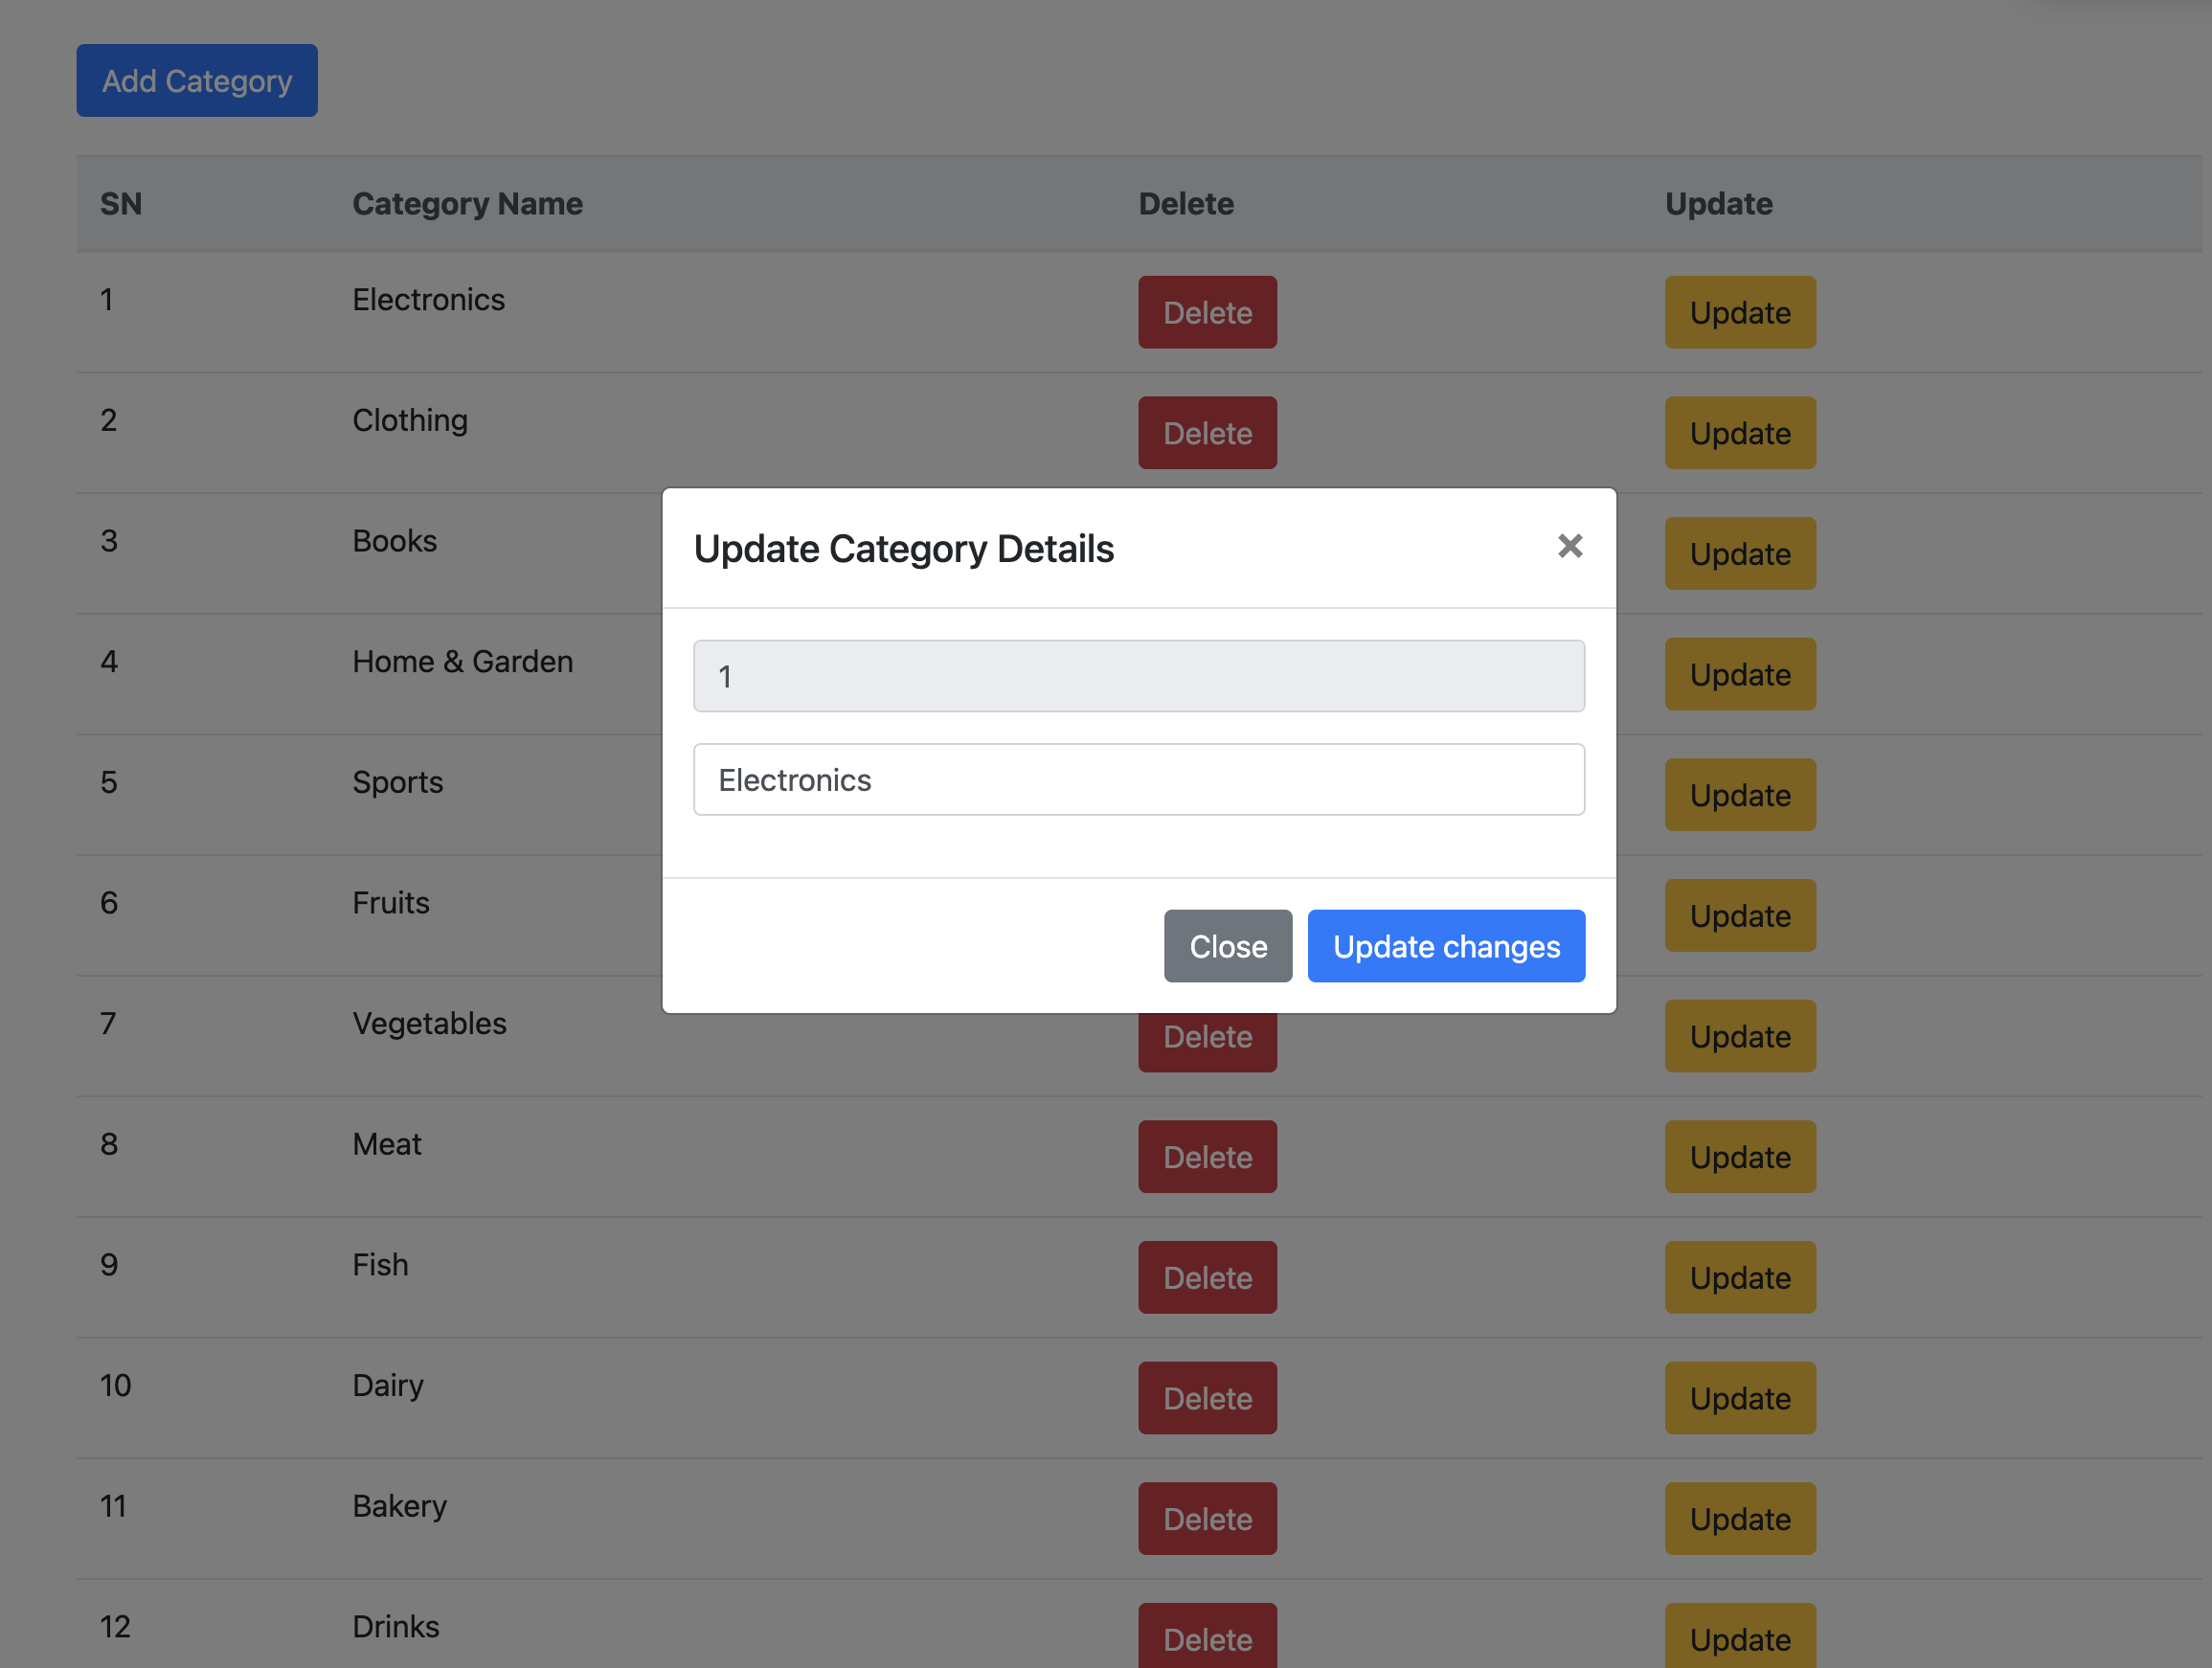 Add Category
SN Category Name Delete Update
1 Electronics Delete Update
2 Clothing Delete Update
3 Books Update
4 Home & Garden Update
5 Sports Update
6 Fruits Update
7 Vegetables Delete Update
8 Meat Delete Update
9 Fish Delete Update
10 Dairy Delete Update
11 Bakery Delete Update
12 Drinks Delete Update
Update Category Details ×
1
Electronics
Close Update changes